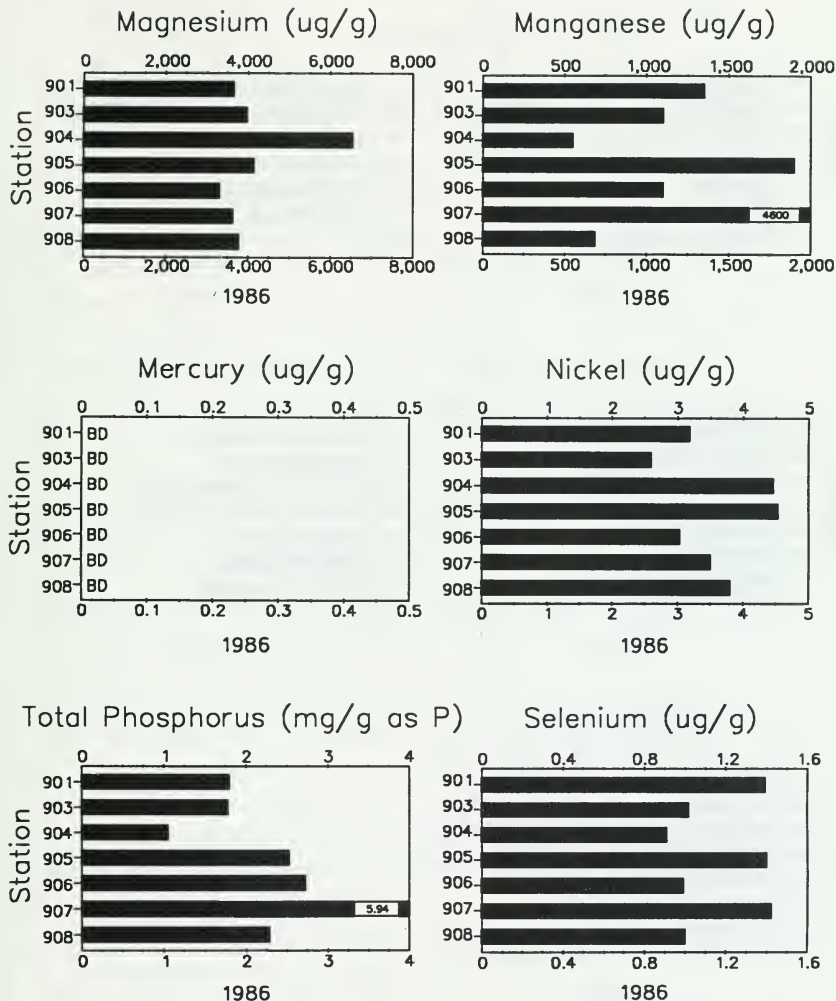 Magnesium (ug/g)
0 2,000 4,000 6,000 8,000
Station
901
903
904
905
906
907
908
0 2,000 4,000 6,000 8,000
1986
Manganese (ug/g)
0 500 1,000 1,500 2,000
901
903
904
905
906
907 4600
908
0 500 1,000 1,500 2,000
1986
Mercury (ug/g)
0 0.1 0.2 0.3 0.4 0.5
Station
901 BD
903 BD
904 BD
905 BD
906 BD
907 BD
908 BD
0 0.1 0.2 0.3 0.4 0.5
1986
Nickel (ug/g)
0 1 2 3 4 5
901
903
904
905
906
907
908
0 1 2 3 4 5
1986
Total Phosphorus (mg/g as P)
0 1 2 3 4
Station
901
903
904
905
906
907 5.94
908
0 1 2 3 4
1986
Selenium (ug/g)
0 0.4 0.8 1.2 1.6
901
903
904
905
906
907
908
0 0.4 0.8 1.2 1.6
1986